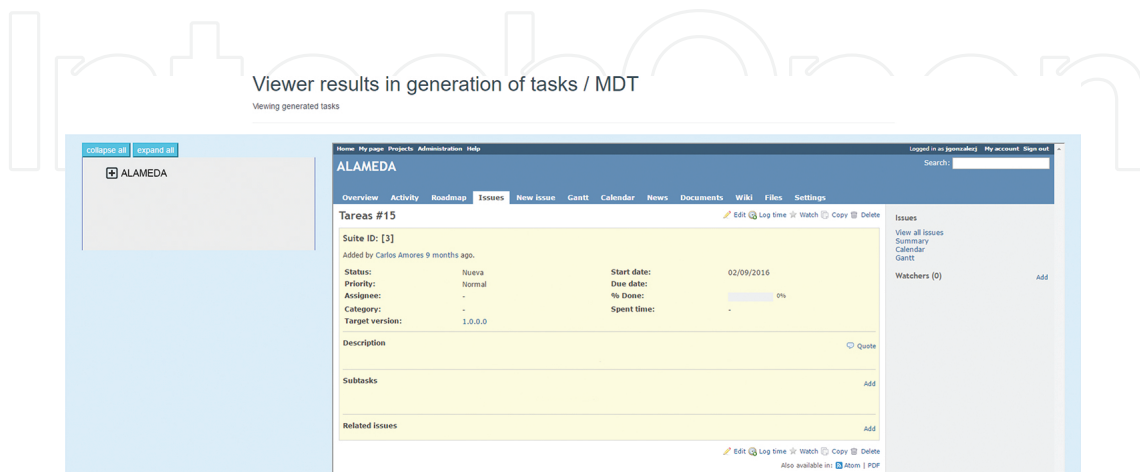 IntechOpen
Viewer results in generation of tasks / MDT
Viewing generated tasks
collapse all expand all
ALAMEDA
Home My page Projects Administration Help Logged in as jgonzalezj My account Sign out
ALAMEDA Search:
Overview Activity Roadmap Issues New issue Gantt Calendar News Documents Wiki Files Settings
Tareas #15 Edit Log time Watch Copy Delete
Suite ID: [3]
Added by Carlos Amores 9 months ago.
Status: Nueva Start date: 02/09/2016
Priority: Normal Due date:
Assignee: - % Done: 0%
Category: - Spent time: -
Target version: 1.0.0.0
Description Quote
Subtasks Add
Related issues Add
Edit Log time Watch Copy Delete
Also available in: Atom | PDF
Issues
View all issues
Summary
Calendar
Gantt
Watchers (0) Add